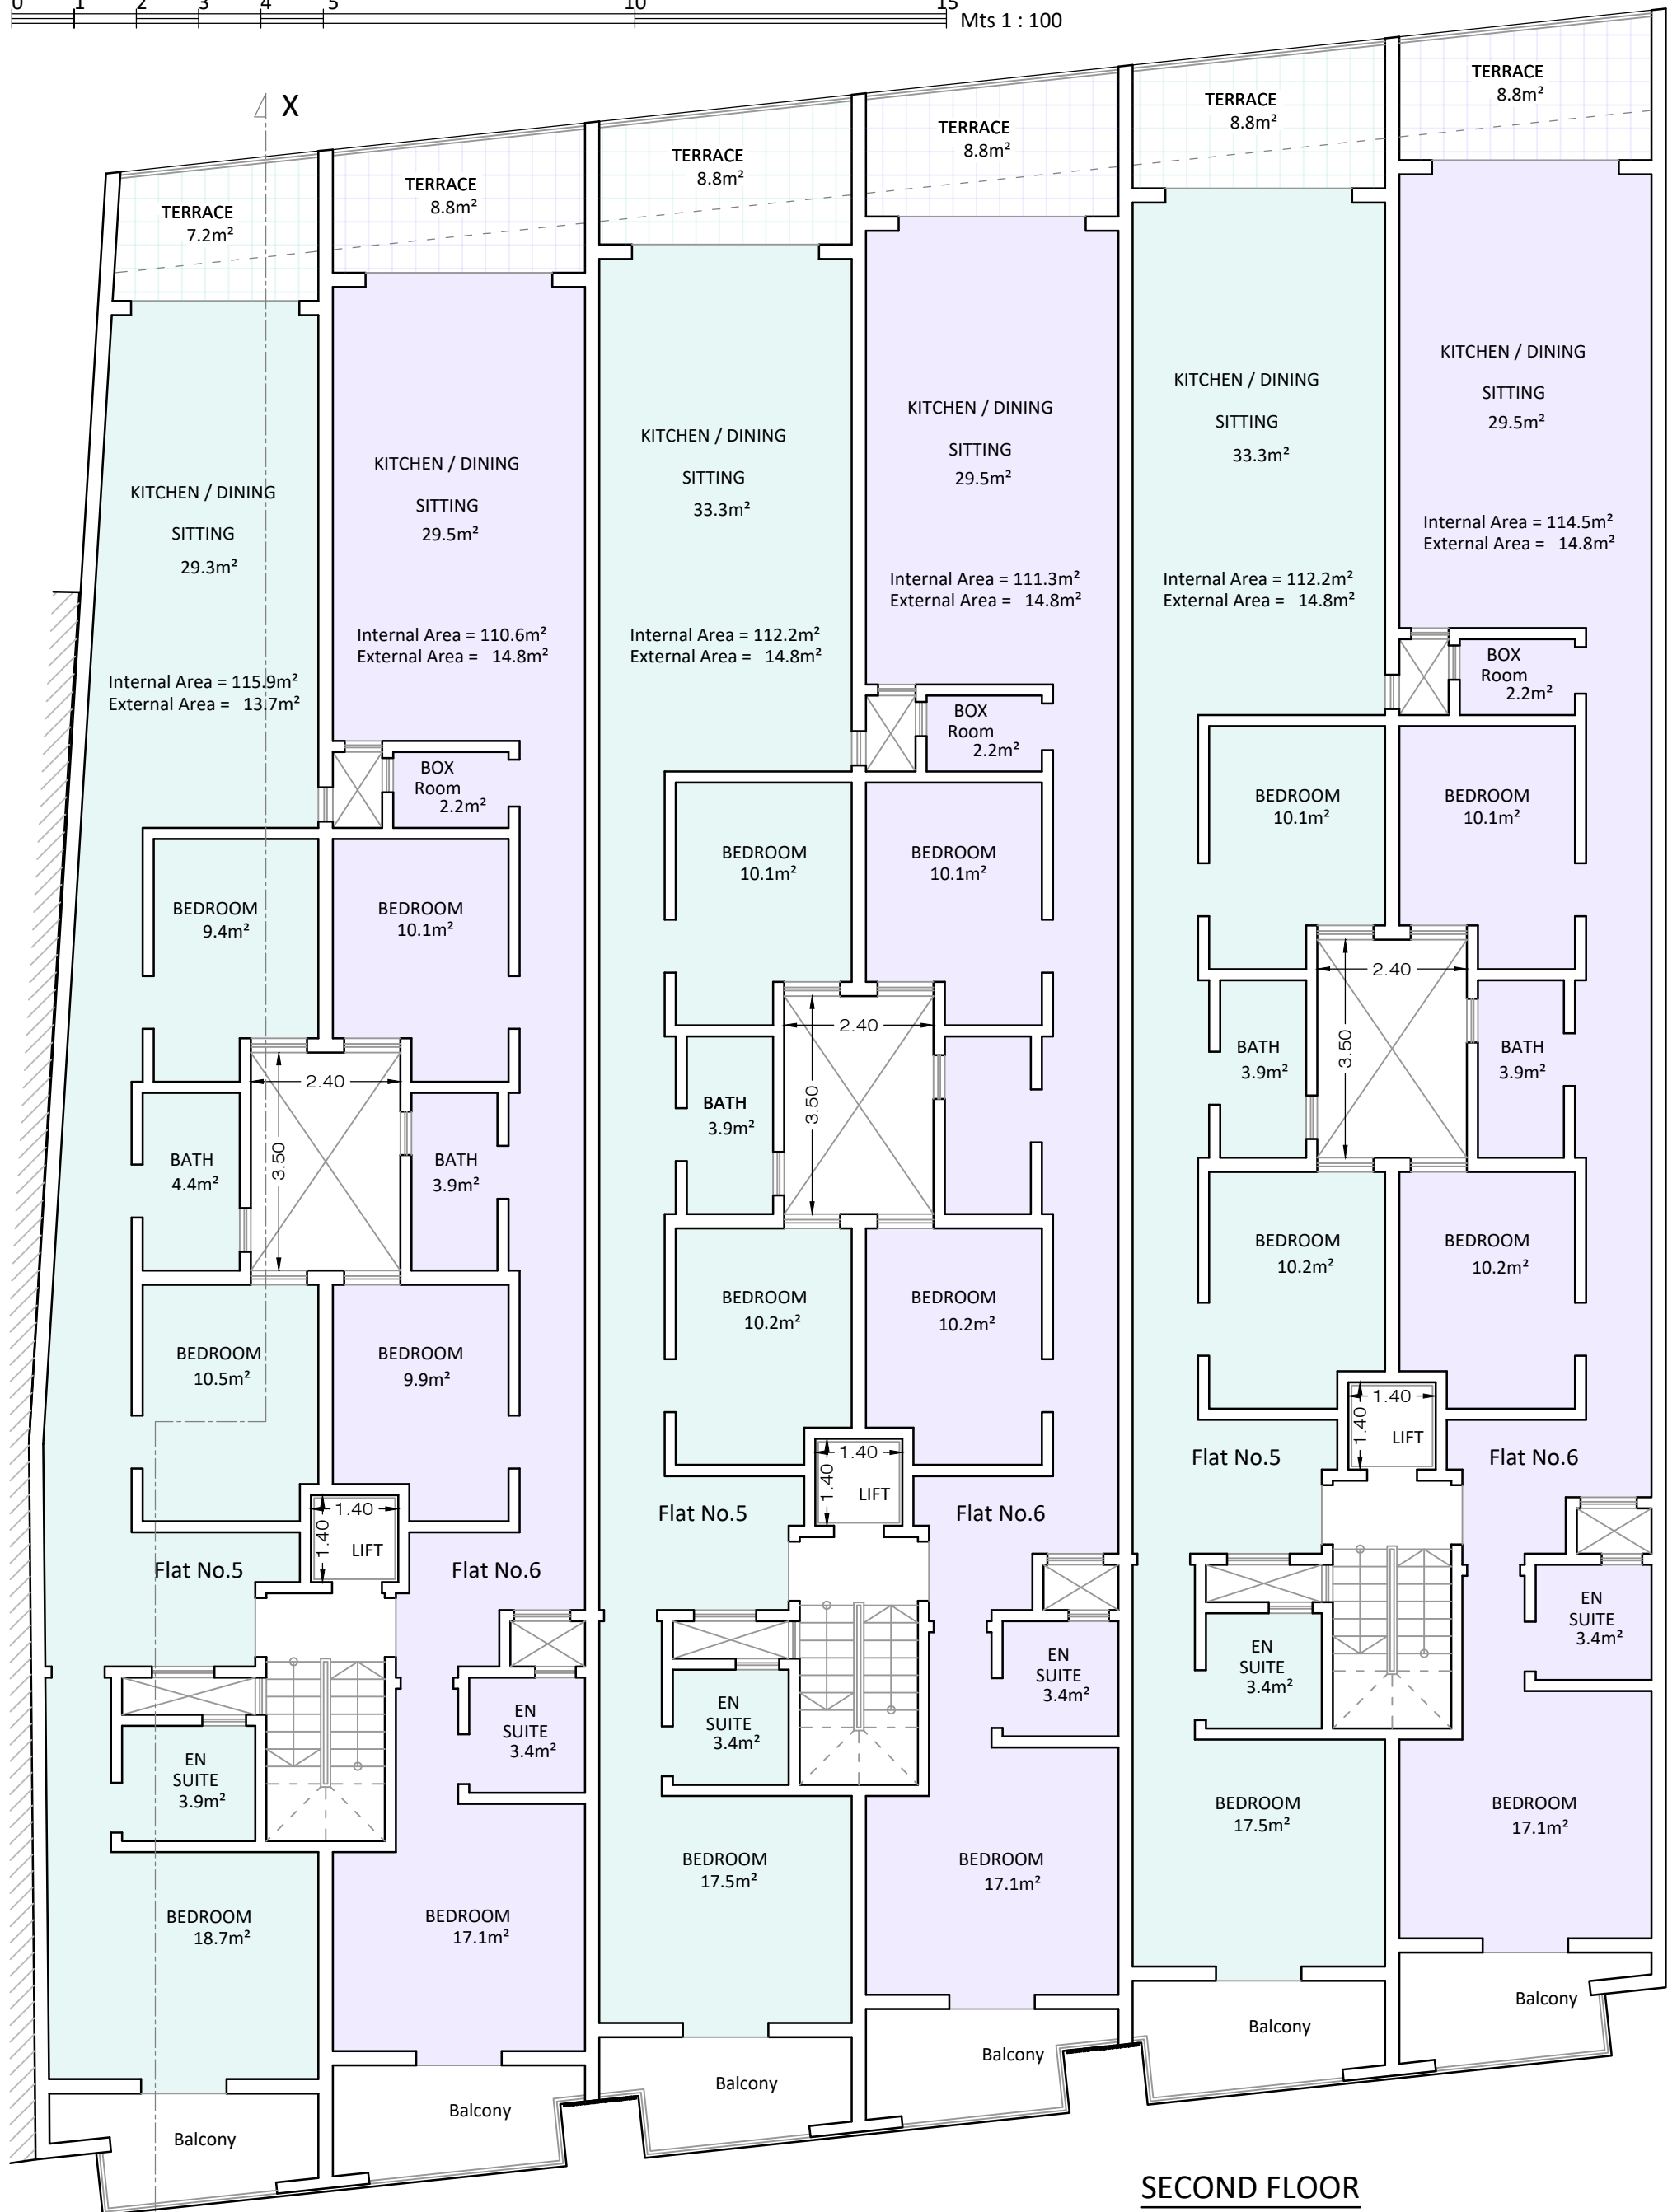 0 1 2 3 4 5 10 15
Mts 1 : 100
X
TERRACE
7.2m²
KITCHEN / DINING
SITTING
29.3m²
Internal Area = 115.9m²
External Area = 13.7m²
BEDROOM
9.4m²
2.40
3.50
BATH
4.4m²
BEDROOM
10.5m²
1.40
1.40
LIFT
Flat No.5
EN
SUITE
3.9m²
BEDROOM
18.7m²
Balcony
TERRACE
8.8m²
KITCHEN / DINING
SITTING
29.5m²
Internal Area = 110.6m²
External Area = 14.8m²
BOX
Room
2.2m²
BEDROOM
10.1m²
BATH
3.9m²
BEDROOM
9.9m²
Flat No.6
EN
SUITE
3.4m²
BEDROOM
17.1m²
Balcony
TERRACE
8.8m²
KITCHEN / DINING
SITTING
33.3m²
Internal Area = 112.2m²
External Area = 14.8m²
BEDROOM
10.1m²
2.40
3.50
BATH
3.9m²
BEDROOM
10.2m²
1.40
1.40
LIFT
Flat No.5
EN
SUITE
3.4m²
BEDROOM
17.5m²
Balcony
TERRACE
8.8m²
KITCHEN / DINING
SITTING
29.5m²
Internal Area = 111.3m²
External Area = 14.8m²
BOX
Room
2.2m²
BEDROOM
10.1m²
BEDROOM
10.2m²
Flat No.6
EN
SUITE
3.4m²
BEDROOM
17.1m²
Balcony
TERRACE
8.8m²
KITCHEN / DINING
SITTING
33.3m²
Internal Area = 112.2m²
External Area = 14.8m²
BEDROOM
10.1m²
2.40
3.50
BATH
3.9m²
BEDROOM
10.2m²
1.40
1.40
LIFT
Flat No.5
EN
SUITE
3.4m²
BEDROOM
17.5m²
Balcony
TERRACE
8.8m²
KITCHEN / DINING
SITTING
29.5m²
Internal Area = 114.5m²
External Area = 14.8m²
BOX
Room
2.2m²
BEDROOM
10.1m²
BATH
3.9m²
BEDROOM
10.2m²
Flat No.6
EN
SUITE
3.4m²
BEDROOM
17.1m²
Balcony
SECOND FLOOR